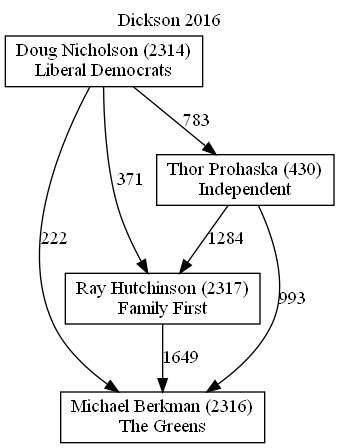 Dickson 2016
Doug Nicholson (2314)
Liberal Democrats
783
Thor Prohaska (430)
Independent
371
222
1284
993
Ray Hutchinson (2317)
Family First
1649
Michael Berkman (2316)
The Greens